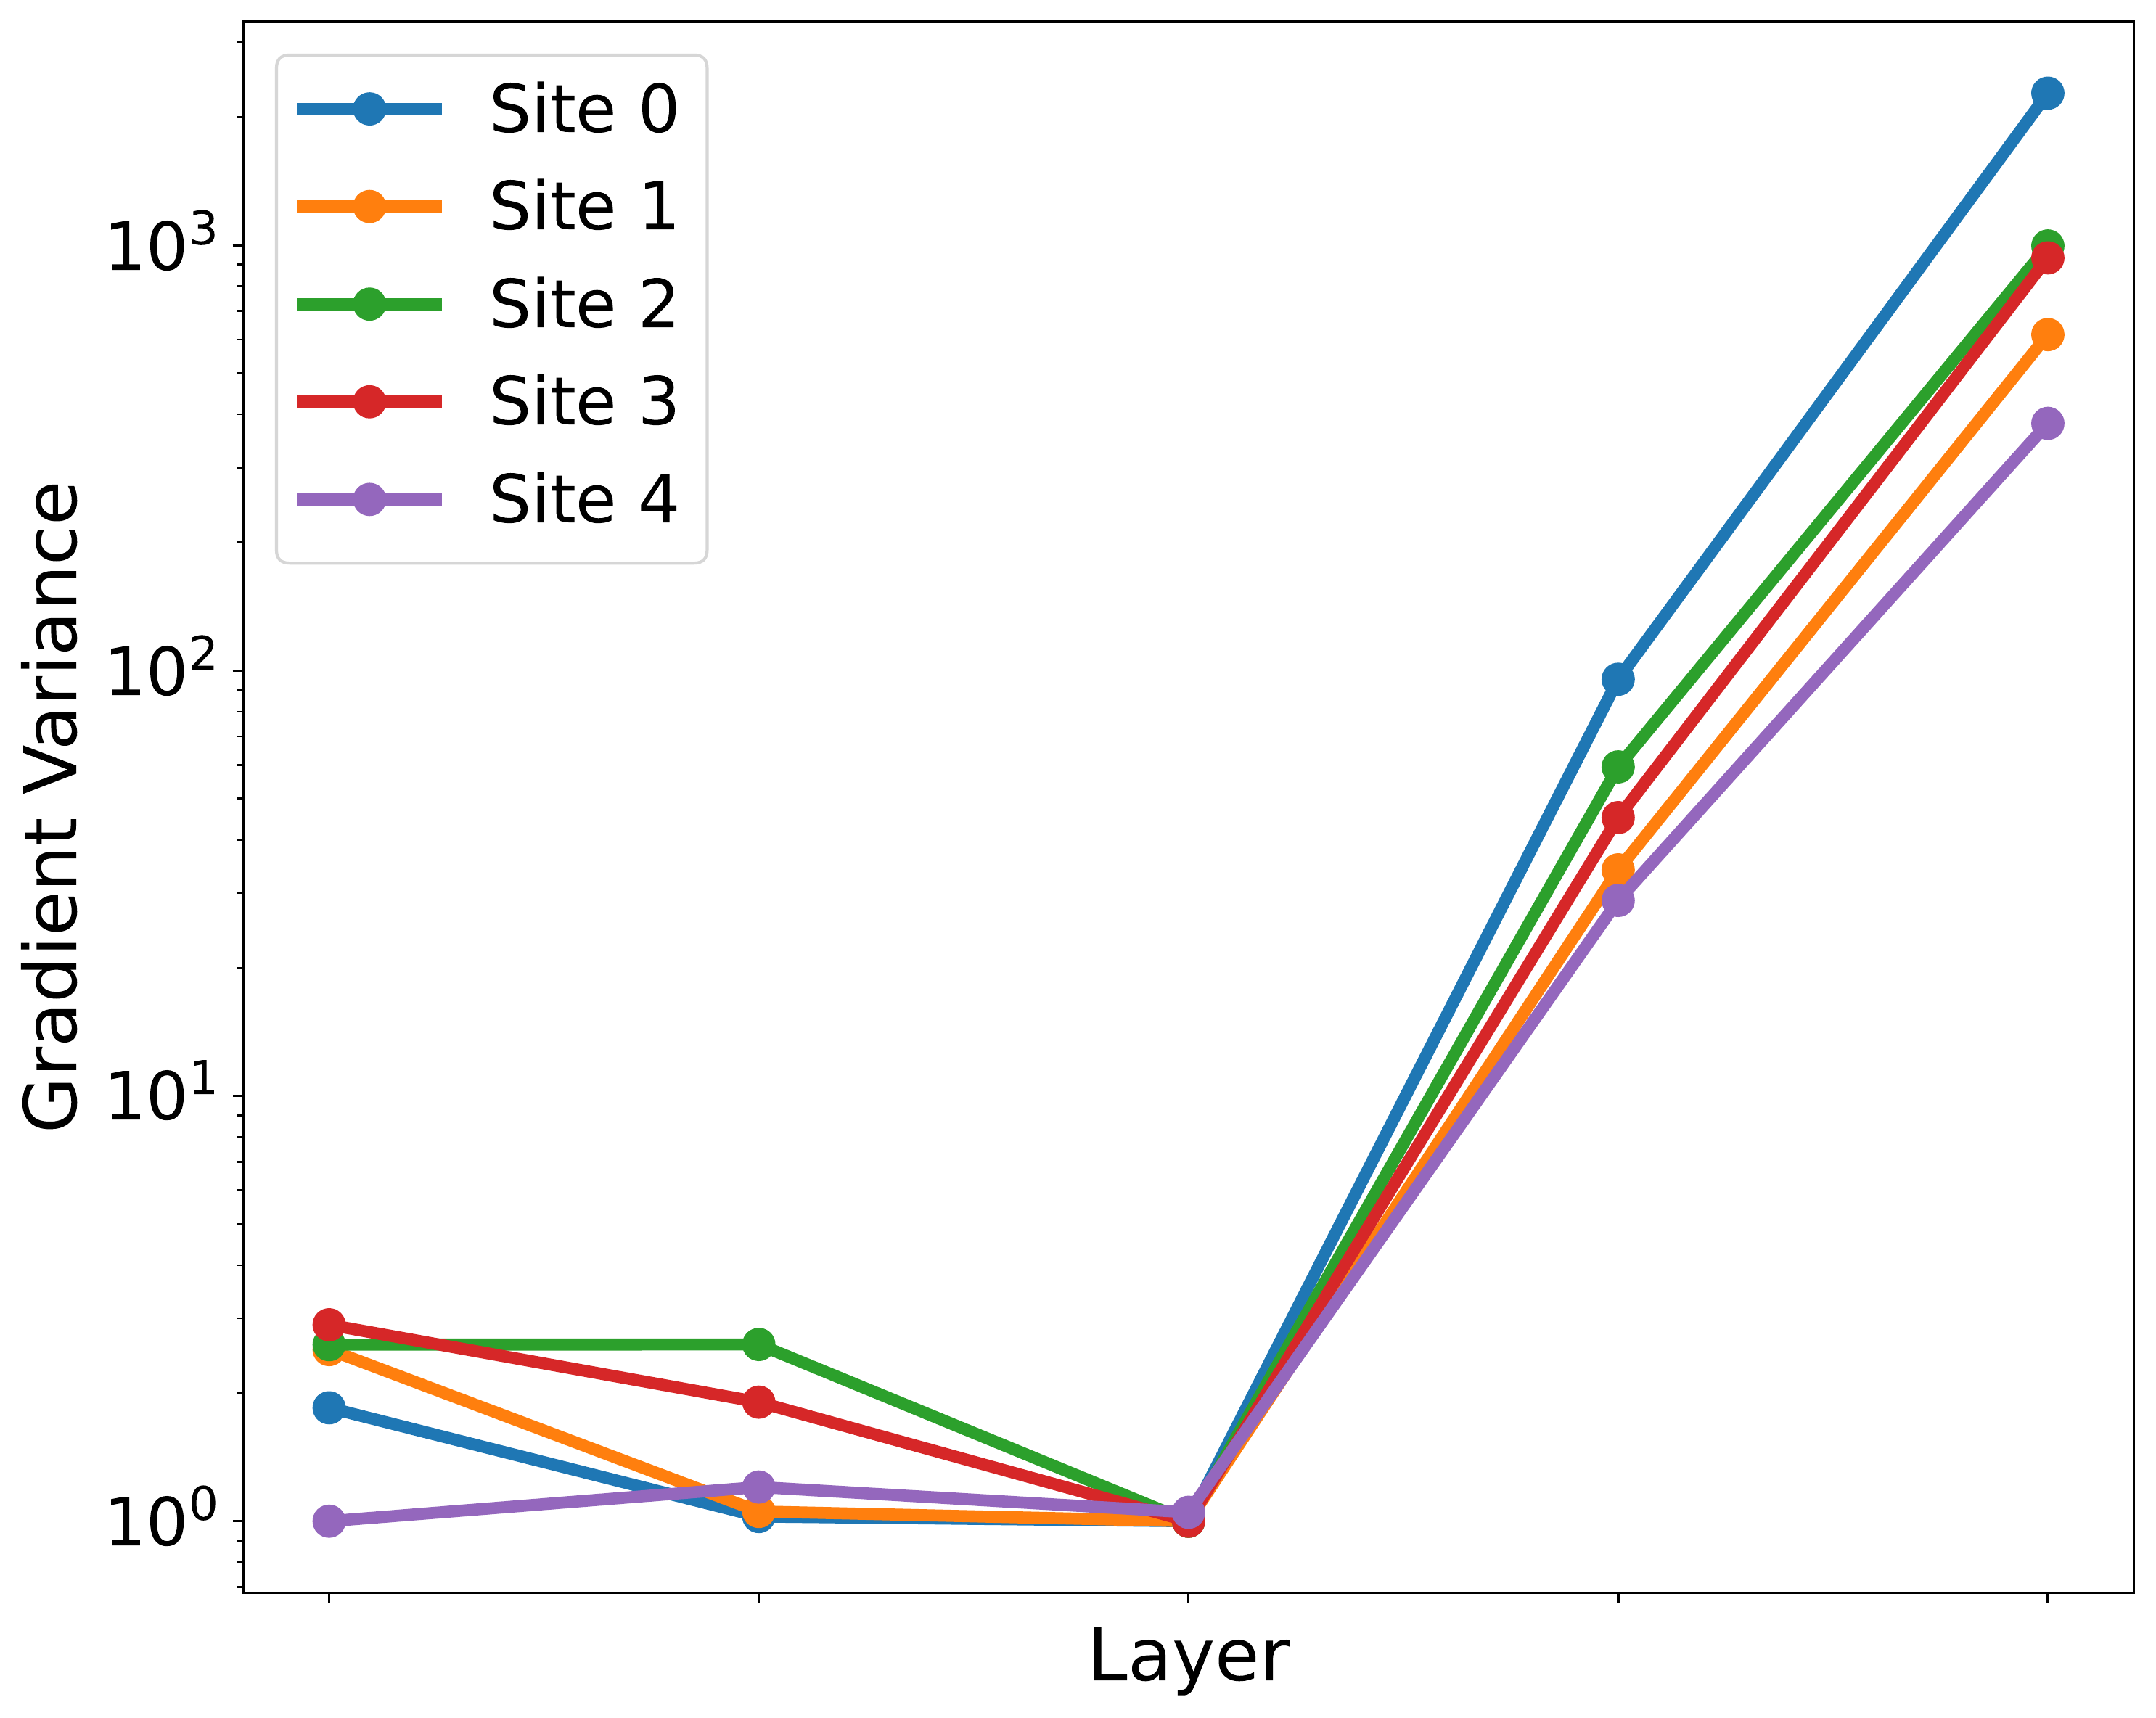 Site 0
Site 1
Site 2
Site 3
Site 4
Gradient Variance
10³
10²
10¹
10⁰
Layer